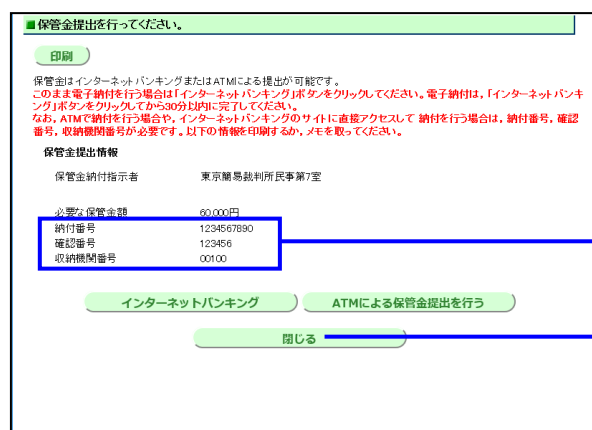 ■保管金提出を行ってください。
印刷
保管金はインターネットバンキングまたはATMによる提出が可能です。
このまま電子納付を行う場合は「インターネットバンキング」ボタンをクリックしてください。電子納付は，「インターネットバンキ
ング」ボタンをクリックしてから30分以内に完了してください。
なお，ATMで納付を行う場合や，インターネットバンキングのサイトに直接アクセスして 納付を行う場合は，納付番号，確認
番号，収納機関番号が必要です。以下の情報を印刷するか，メモを取ってください。
保管金提出情報
保管金納付指示者 東京簡易裁判所民事第7室
必要な保管金額 60,000円
納付番号 1234567890
確認番号 123456
収納機関番号 00100
インターネットバンキング ATMによる保管金提出を行う
閉じる